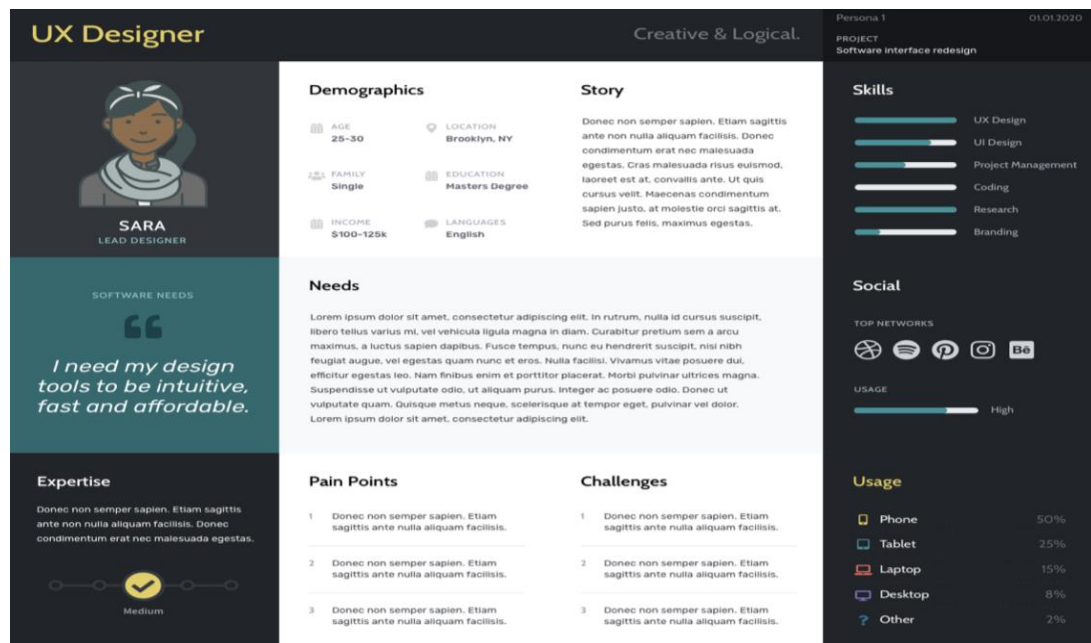 UX Designer
Creative & Logical.
Persona 1
01.01.2020
PROJECT
Software interface redesign
SARA
LEAD DESIGNER
Demographics
AGE
25-30
LOCATION
Brooklyn, NY
FAMILY
Single
EDUCATION
Masters Degree
INCOME
$100-125k
LANGUAGES
English
Story
Donec non semper sapien. Etiam sagittis
ante non nulla aliquam facilisis. Donec
condimentum erat nec malesuada
egestas. Cras malesuada risus euismod,
laoreet est at, convallis ante. Ut quis
cursus velit. Maecenas condimentum
sapien justo, at molestie orci sagittis at.
Sed purus felis, maximus egestas.
Skills
UX Design
UI Design
Project Management
Coding
Research
Branding
SOFTWARE NEEDS
“
I need my design
tools to be intuitive,
fast and affordable.
Needs
Lorem ipsum dolor sit amet, consectetur adipiscing elit. In rutrum, nulla id cursus suscipit,
libero tellus varius mi, vel vehicula ligula magna in diam. Curabitur pretium sem a arcu
maximus, a luctus sapien dapibus. Fusce tempus, nunc eu hendrerit suscipit, nisi nibh
feugiat augue, vel egestas quam nunc et eros. Nulla facilisi. Vivamus vitae posuere dui,
efficitur egestas leo. Nam finibus enim et porttitor placerat. Morbi pulvinar ultrices magna.
Suspendisse ut vulputate odio, ut aliquam purus. Integer ac posuere odio. Donec ut
vulputate quam. Quisque metus neque, scelerisque at tempor eget, pulvinar vel dolor.
Lorem ipsum dolor sit amet, consectetur adipiscing elit.
Social
TOP NETWORKS
Bē
USAGE
High
Expertise
Donec non semper sapien. Etiam sagittis
ante non nulla aliquam facilisis. Donec
condimentum erat nec malesuada egestas.
Medium
Pain Points
1 Donec non semper sapien. Etiam
sagittis ante nulla aliquam facilisis.
2 Donec non semper sapien. Etiam
sagittis ante nulla aliquam facilisis.
3 Donec non semper sapien. Etiam
sagittis ante nulla aliquam facilisis.
Challenges
1 Donec non semper sapien. Etiam
sagittis ante nulla aliquam facilisis.
2 Donec non semper sapien. Etiam
sagittis ante nulla aliquam facilisis.
3 Donec non semper sapien. Etiam
sagittis ante nulla aliquam facilisis.
Usage
Phone 50%
Tablet 25%
Laptop 15%
Desktop 8%
? Other 2%